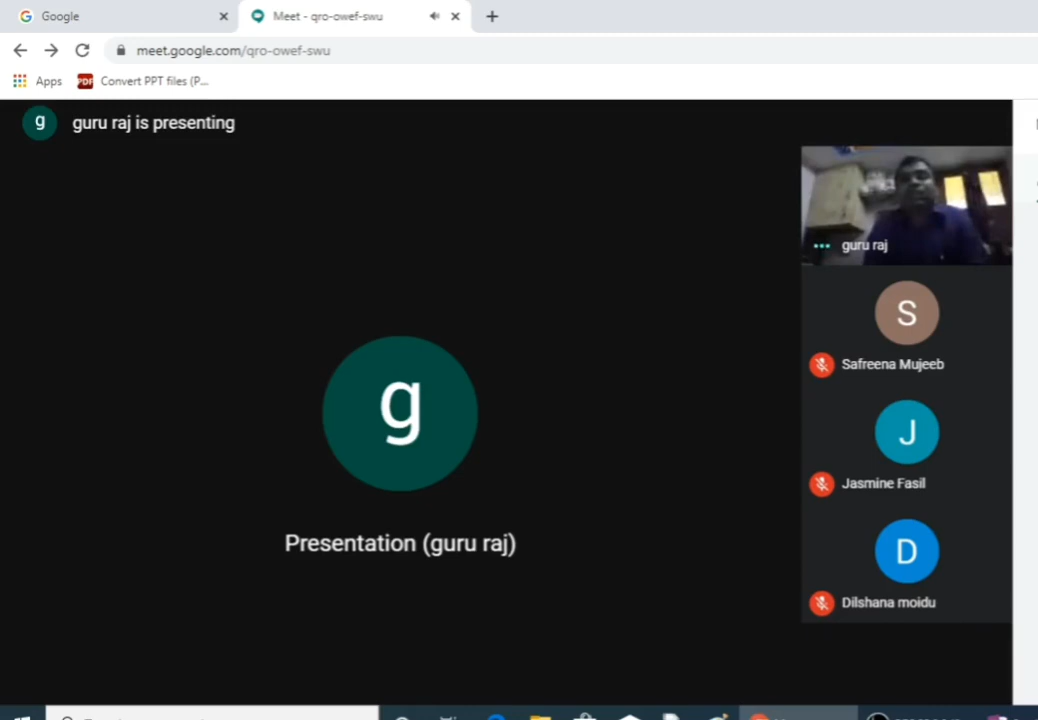 Google
Meet - qro-owef-swu
meet.google.com/qro-owef-swu
Apps
PDF
Convert PPT files (P...
g
guru raj is presenting
guru raj
S
Safreena Mujeeb
J
Jasmine Fasil
g
Presentation (guru raj)
D
Dilshana moidu